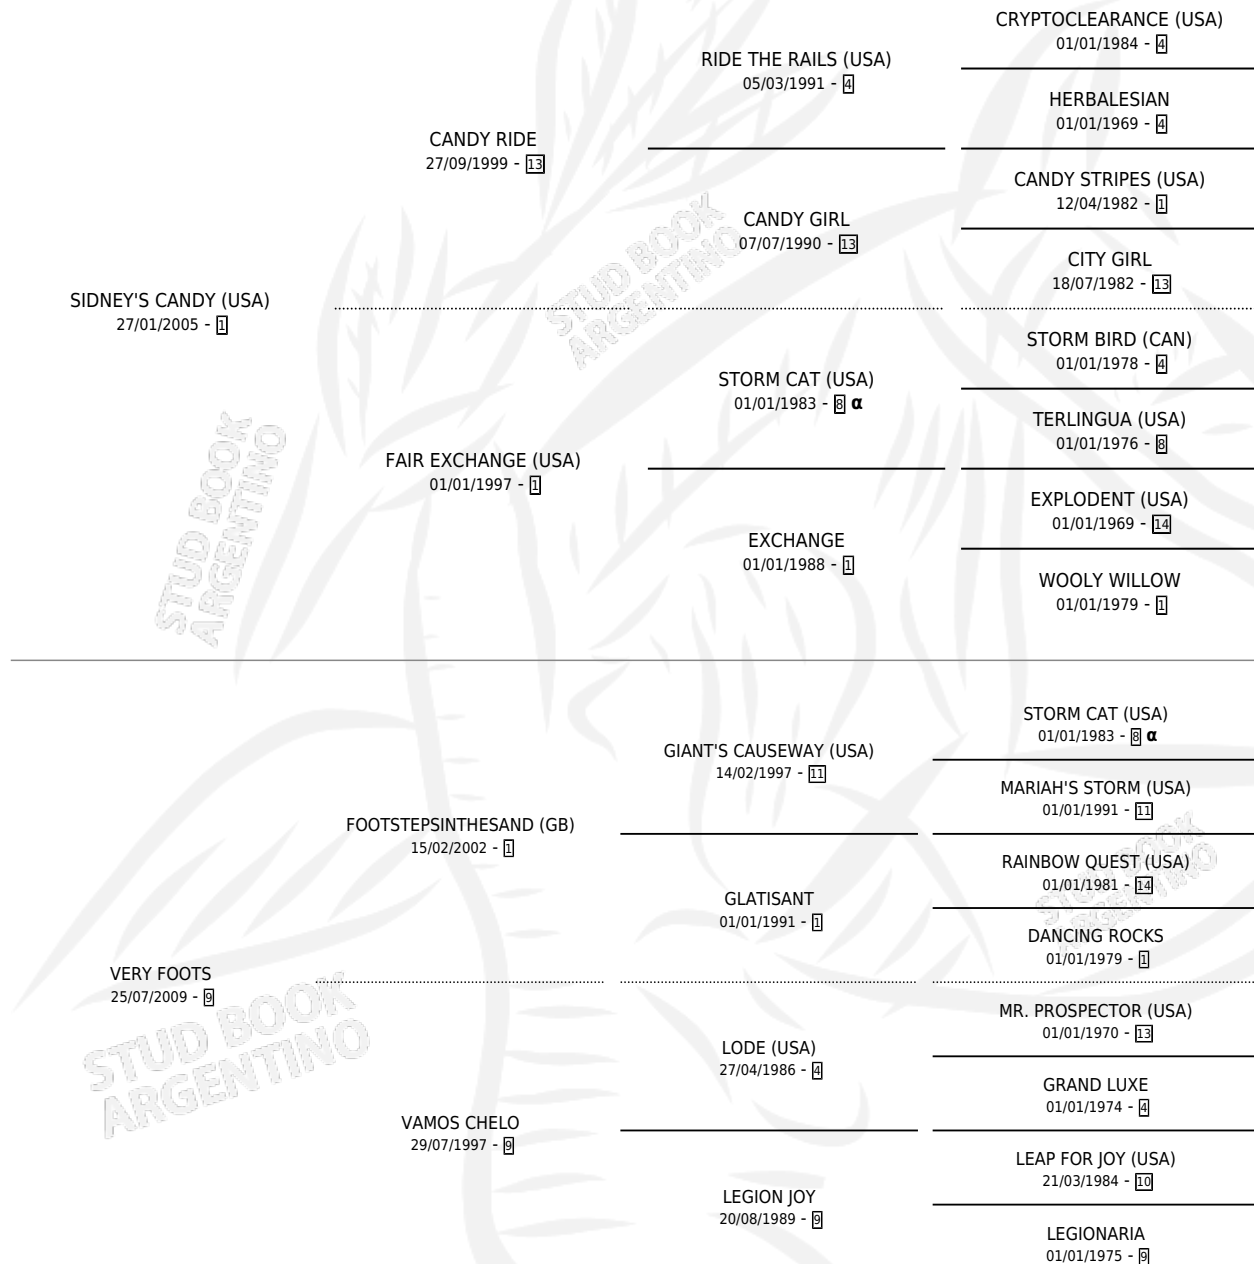 CRYPTOCLEARANCE (USA)
01/01/1984 - 4
RIDE THE RAILS (USA)
05/03/1991 - 4
HERBALESIAN
01/01/1969 - 4
CANDY RIDE
27/09/1999 - 13
CANDY STRIPES (USA)
12/04/1982 - 1
CANDY GIRL
07/07/1990 - 13
CITY GIRL
18/07/1982 - 13
SIDNEY'S CANDY (USA)
27/01/2005 - 1
STORM BIRD (CAN)
01/01/1978 - 4
STORM CAT (USA)
01/01/1983 - 8 α
TERLINGUA (USA)
01/01/1976 - 8
FAIR EXCHANGE (USA)
01/01/1997 - 1
EXPLODENT (USA)
01/01/1969 - 14
EXCHANGE
01/01/1988 - 1
WOOLY WILLOW
01/01/1979 - 1
STORM CAT (USA)
01/01/1983 - 8 α
GIANT'S CAUSEWAY (USA)
14/02/1997 - 11
MARIAH'S STORM (USA)
01/01/1991 - 11
FOOTSTEPSINTHESAND (GB)
15/02/2002 - 1
RAINBOW QUEST (USA)
01/01/1981 - 14
GLATISANT
01/01/1991 - 1
DANCING ROCKS
01/01/1979 - 1
VERY FOOTS
25/07/2009 - 9
MR. PROSPECTOR (USA)
01/01/1970 - 13
LODE (USA)
27/04/1986 - 4
GRAND LUXE
01/01/1974 - 4
VAMOS CHELO
29/07/1997 - 9
LEAP FOR JOY (USA)
21/03/1984 - 10
LEGION JOY
20/08/1989 - 9
LEGIONARIA
01/01/1975 - 9
STUD BOOK
ARGENTINO
STUD BOOK
ARGENTINO
STUD BOOK
ARGENTINO
STUD BOOK
ARGENTINO